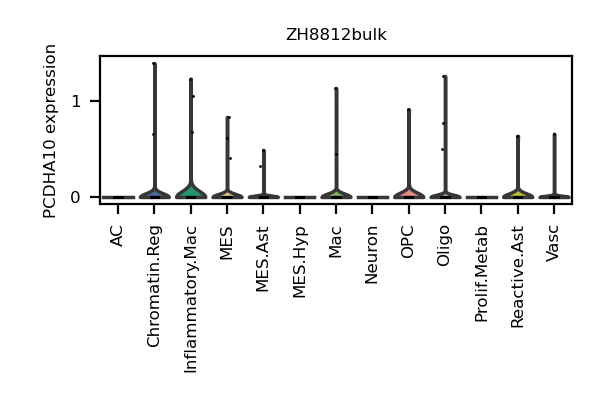 ZH8812bulk
PCDHA10 expression
1
0
AC
Chromatin.Reg
Inflammatory.Mac
MES
MES.Ast
MES.Hyp
Mac
Neuron
OPC
Oligo
Prolif.Metab
Reactive.Ast
Vasc